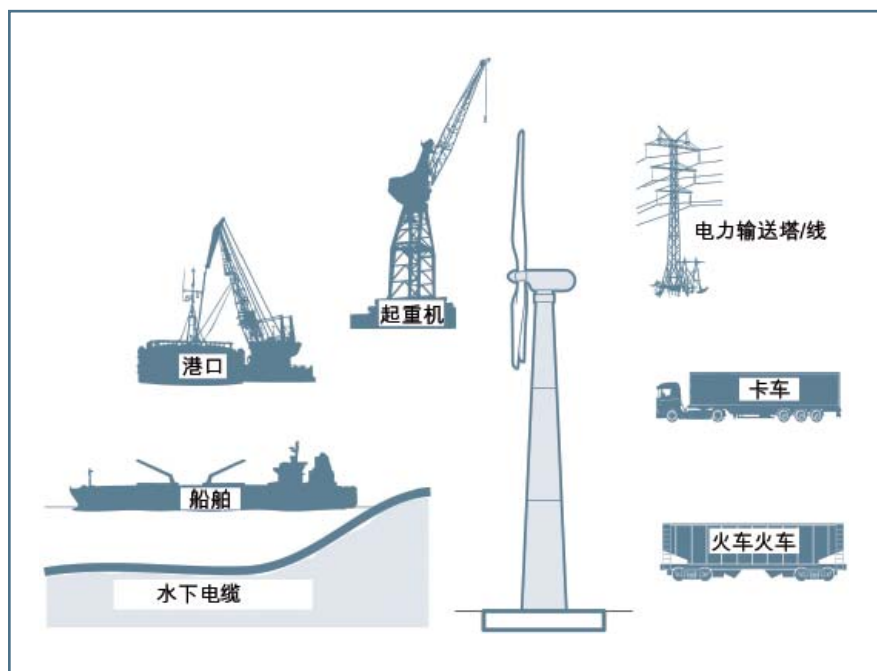 起重机
电力输送塔/线
港口
卡车
船舶
火车火车
水下电缆